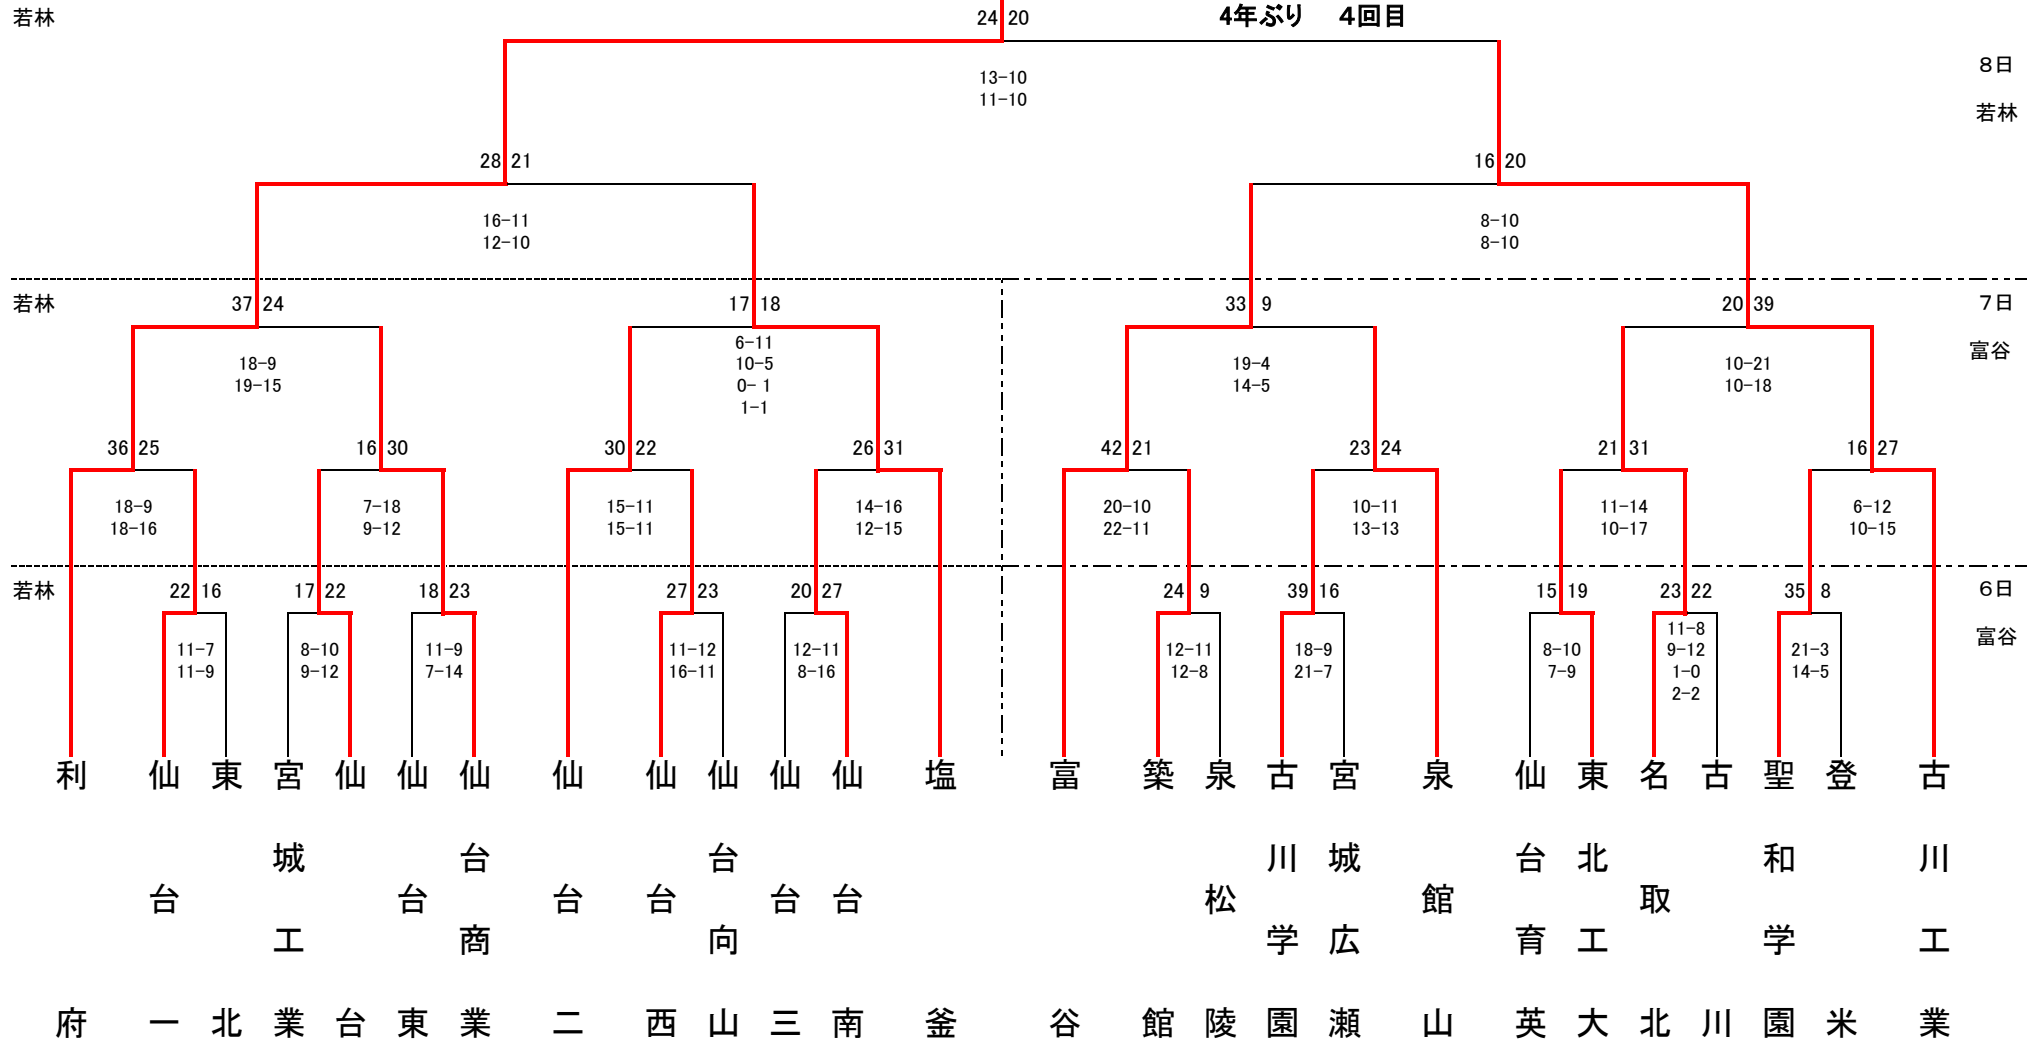 若林 24 20 4年ぶり 4回目
13-10
11-10
8日
若林
28 21 16 20
16-11
12-10
8-10
8-10
若林 37 24 17 18 33 9 20 39 7日
富谷
18-9
19-15
6-11
10-5
0- 1
1-1
19-4
14-5
10-21
10-18
36 25 16 30 30 22 26 31 42 21 23 24 21 31 16 27
18-9
18-16
7-18
9-12
15-11
15-11
14-16
12-15
20-10
22-11
10-11
13-13
11-14
10-17
6-12
10-15
若林 22 16 17 22 18 23 27 23 20 27 24 9 39 16 15 19 23 22 35 8 6日
富谷
11-7
11-9
8-10
9-12
11-9
7-14
11-12
16-11
12-11
8-16
12-11
12-8
18-9
21-7
8-10
7-9
11-8
9-12
1-0
2-2
21-3
14-5
利府
仙台一
東北
宮城工業
仙台
仙台東
仙台商業
仙台二
仙台西
仙台向山
仙台三
仙台南
塩釜
富谷
築館
泉松陵
古川学園
宮城広瀬
泉館山
仙台育英
東北工大
名取北
古川
聖和学園
登米
古川工業